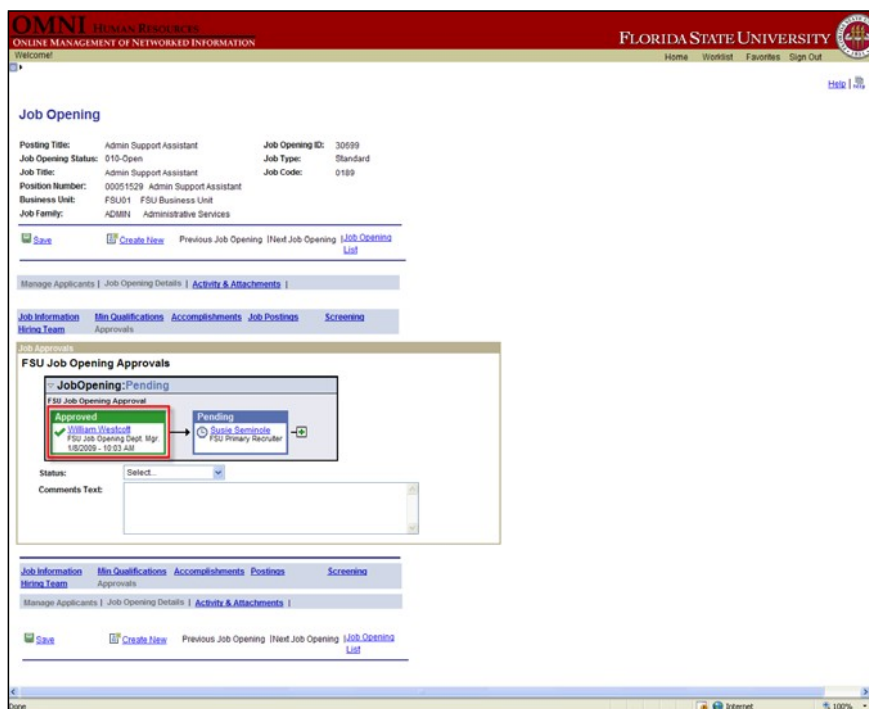 OMNI HUMAN RESOURCES
ONLINE MANAGEMENT OF NETWORKED INFORMATION
FLORIDA STATE UNIVERSITY
Welcome!
Home Worklist Favorites Sign Out
Help |
Job Opening
Posting Title: Admin Support Assistant Job Opening ID: 30699
Job Opening Status: 010-Open Job Type: Standard
Job Title: Admin Support Assistant Job Code: 0189
Position Number: 00051529 Admin Support Assistant
Business Unit: FSU01 FSU Business Unit
Job Family: ADMIN Administrative Services
Save Create New Previous Job Opening |Next Job Opening |Job Opening
List
Manage Applicants | Job Opening Details | Activity & Attachments |
Job Information Min Qualifications Accomplishments Job Postings Screening
Hiring Team Approvals
Job Approvals
FSU Job Opening Approvals
JobOpening:Pending
FSU Job Opening Approval
Approved
William Westcott
FSU Job Opening Dept. Mgr.
1/8/2009 - 10:03 AM
Pending
Susie Seminole
FSU Primary Recruiter
Status: Select...
Comments Text:
Job Information Min Qualifications Accomplishments Postings Screening
Hiring Team Approvals
Manage Applicants | Job Opening Details | Activity & Attachments |
Save Create New Previous Job Opening |Next Job Opening |Job Opening
List
Done Internet 100%